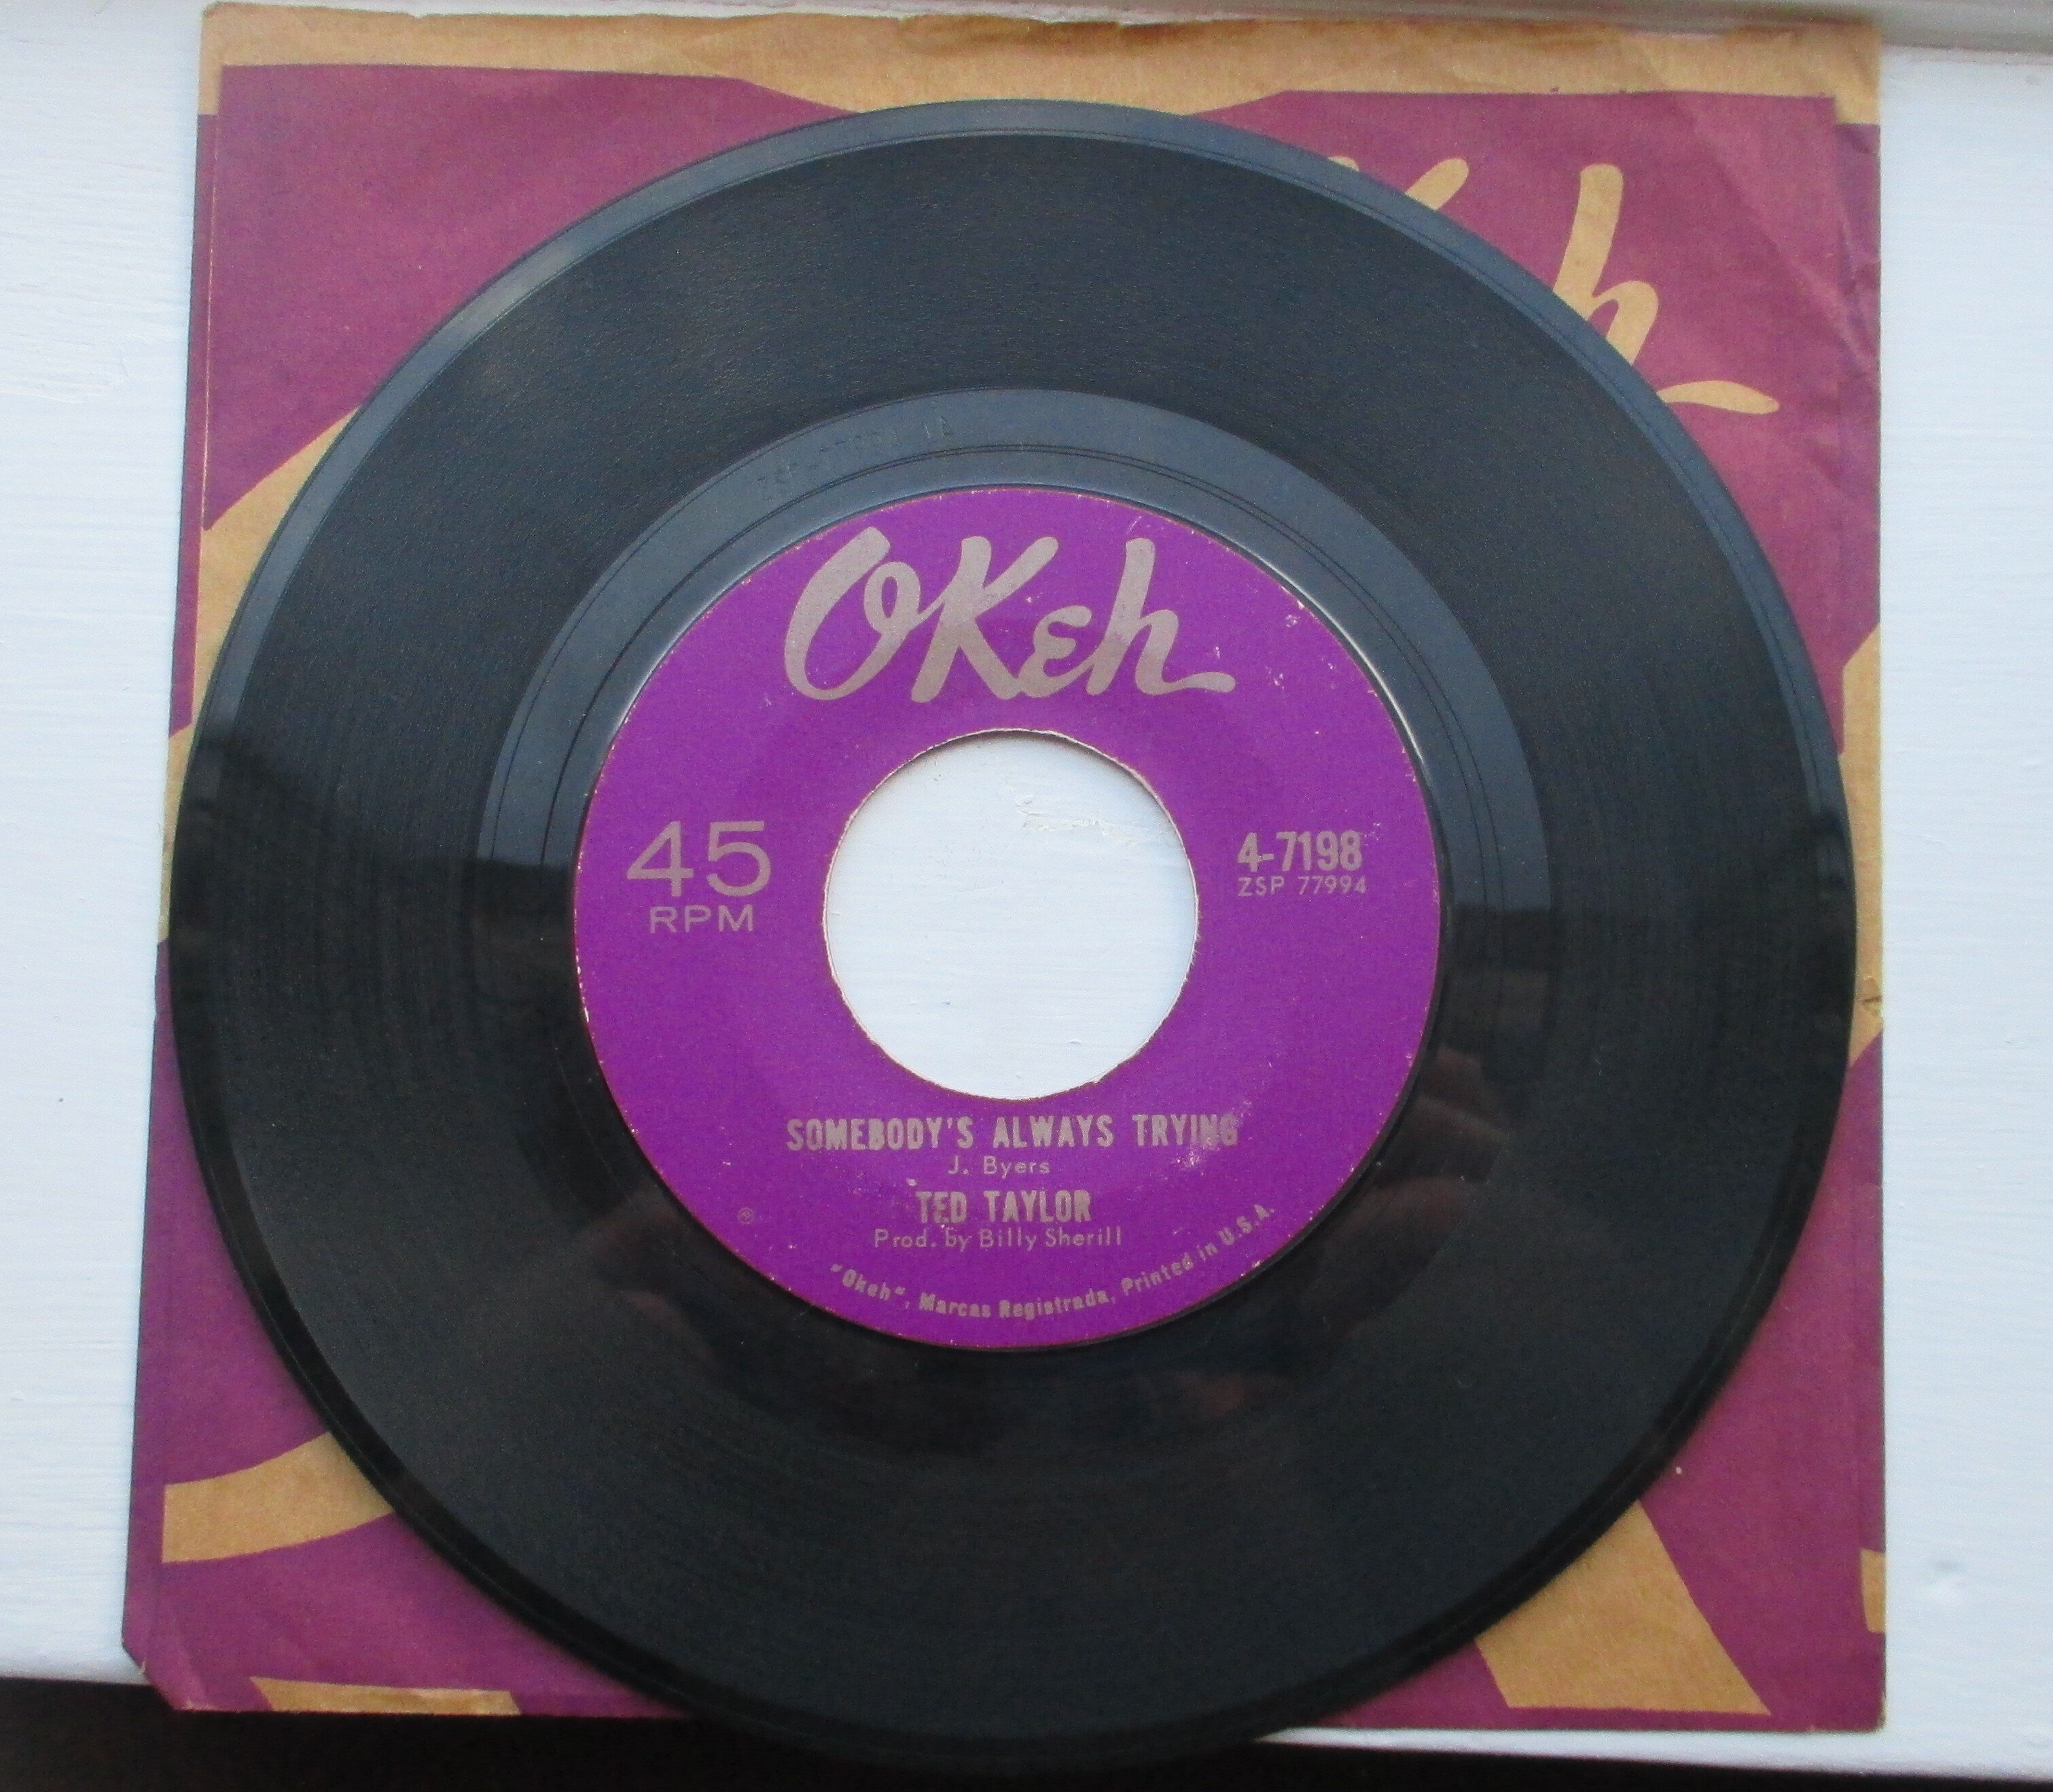 OKeh
45
RPM
4-7198
ZSP 77994
SOMEBODY'S ALWAYS TRYING
J. Byers
TED TAYLOR
Prod. by Billy Sherill
"Okeh", Marcas Registrada, Printed in U.S.A.